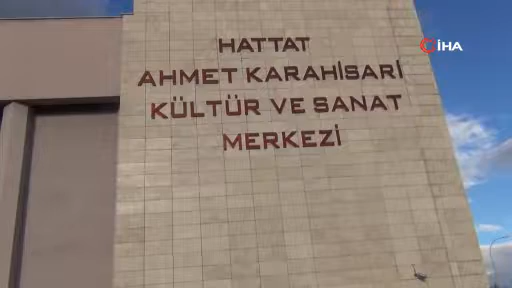 İHA
HATTAT
AHMET KARAHİSARİ
KÜLTÜR VE SANAT
MERKEZİ